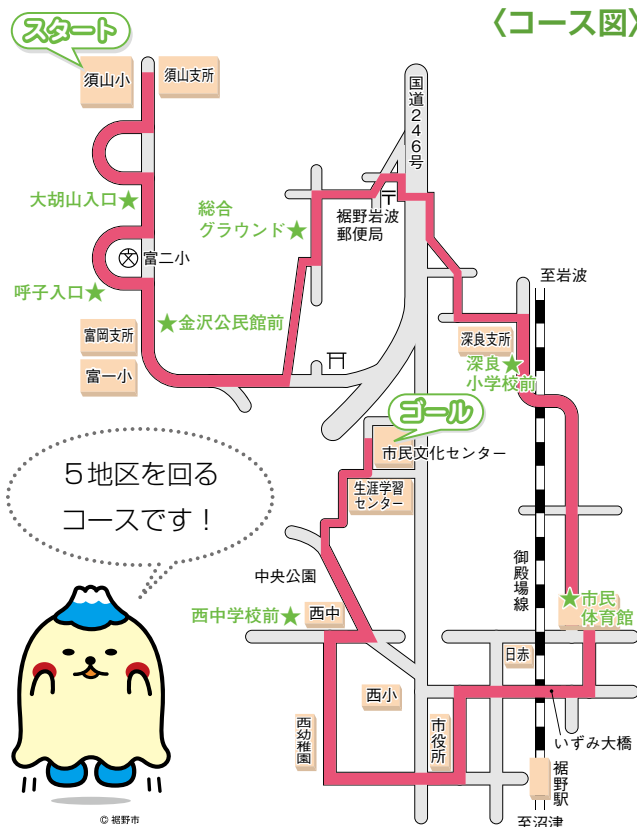 〈コース図〉
スタート
須山小
須山支所
国道246号
大胡山入口★
総合
グラウンド★
裾野岩波
郵便局
富二小
呼子入口★
★金沢公民館前
至岩波
富岡支所
深良支所
富一小
深良★
小学校前
ゴール
市民文化センター
5地区を回る
コースです!
生涯学習
センター
中央公園
御殿場線
西中学校前★
西中
★市民
体育館
日赤
西小
西幼稚園
市役所
いずみ大橋
裾野駅
至沼津
© 裾野市